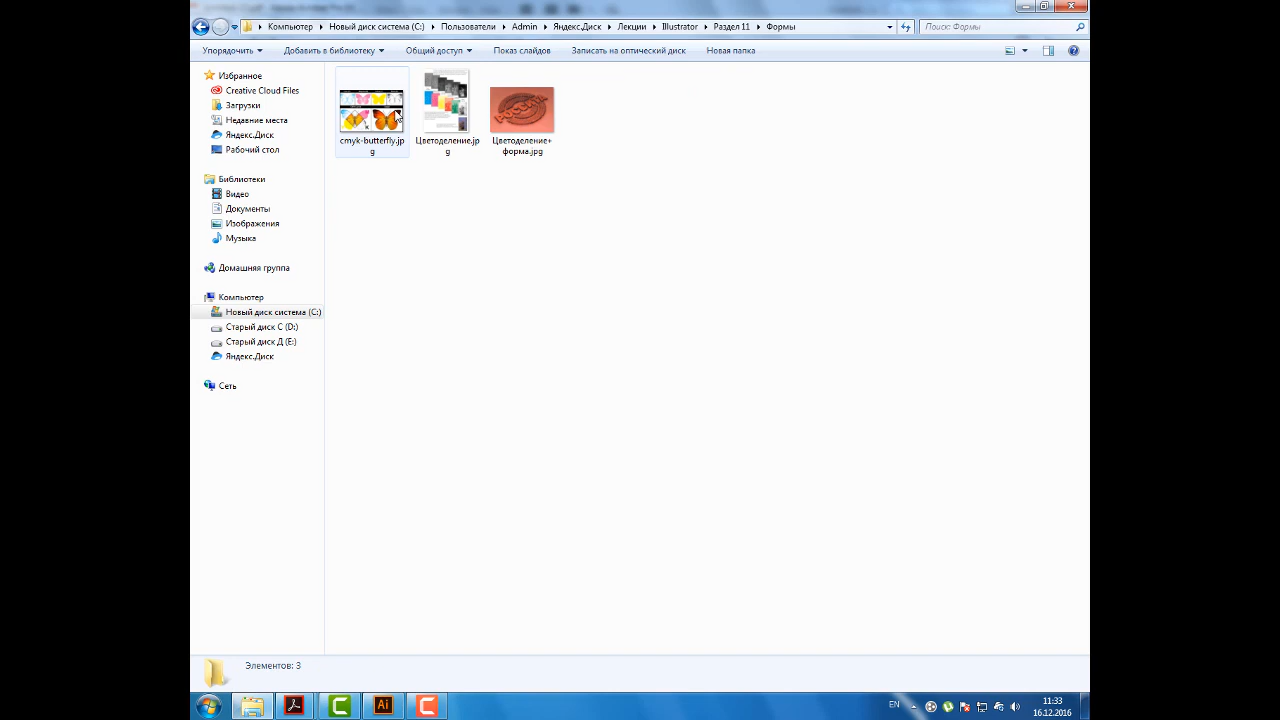 Компьютер Новый диск система (C:) Пользователи Admin Яндекс.Диск Лекции Illustrator Раздел 11 Формы Поиск: Формы
Упорядочить Добавить в библиотеку Общий доступ Показ слайдов Записать на оптический диск Новая папка
Избранное
Creative Cloud Files
Загрузки
Недавние места
Яндекс.Диск
Рабочий стол
Библиотеки
Видео
Документы
Изображения
Музыка
Домашняя группа
Компьютер
Новый диск система (C:)
Старый диск С (D:)
Старый диск Д (E:)
Яндекс.Диск
Сеть
cmyk-butterfly.jp
g
Цветоделение.jp
g
Цветоделение+
форма.jpg
Элементов: 3
Ai
EN
11:33
16.12.2016